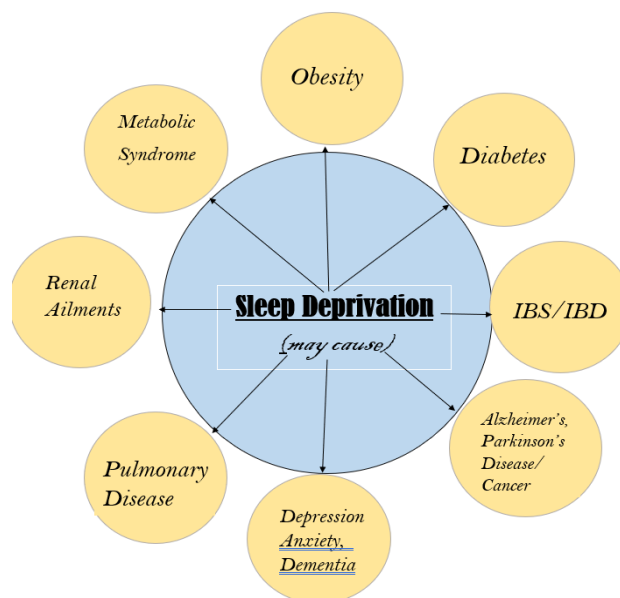 Obesity
Metabolic
Syndrome
Diabetes
Renal
Ailments
Sleep Deprivation
(may cause)
IBS/IBD
Alzheimer's,
Parkinson's
Disease/
Cancer
Pulmonary
Disease
Depression
Anxiety,
Dementia